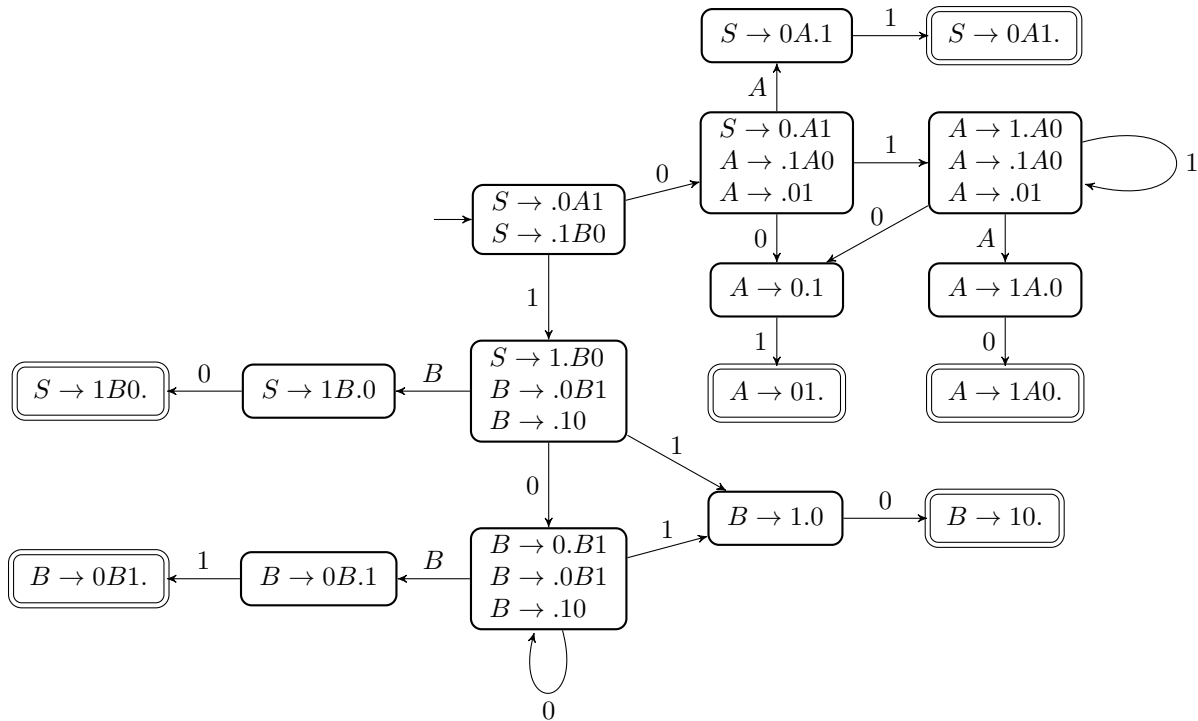 S → 0A.1
1
S → 0A1.
A
S → 0.A1
A → .1A0
A → .01
1
A → 1.A0
A → .1A0
A → .01
1
0
S → .0A1
S → .1B0
0
0
A
A → 0.1
A → 1A.0
1
1
0
S → 1.B0
B → .0B1
B → .10
S → 1B0.
0
S → 1B.0
B
A → 01.
A → 1A0.
1
0
B → 1.0
0
B → 10.
B → 0.B1
B → .0B1
B → .10
1
B → 0B1.
1
B → 0B.1
B
0